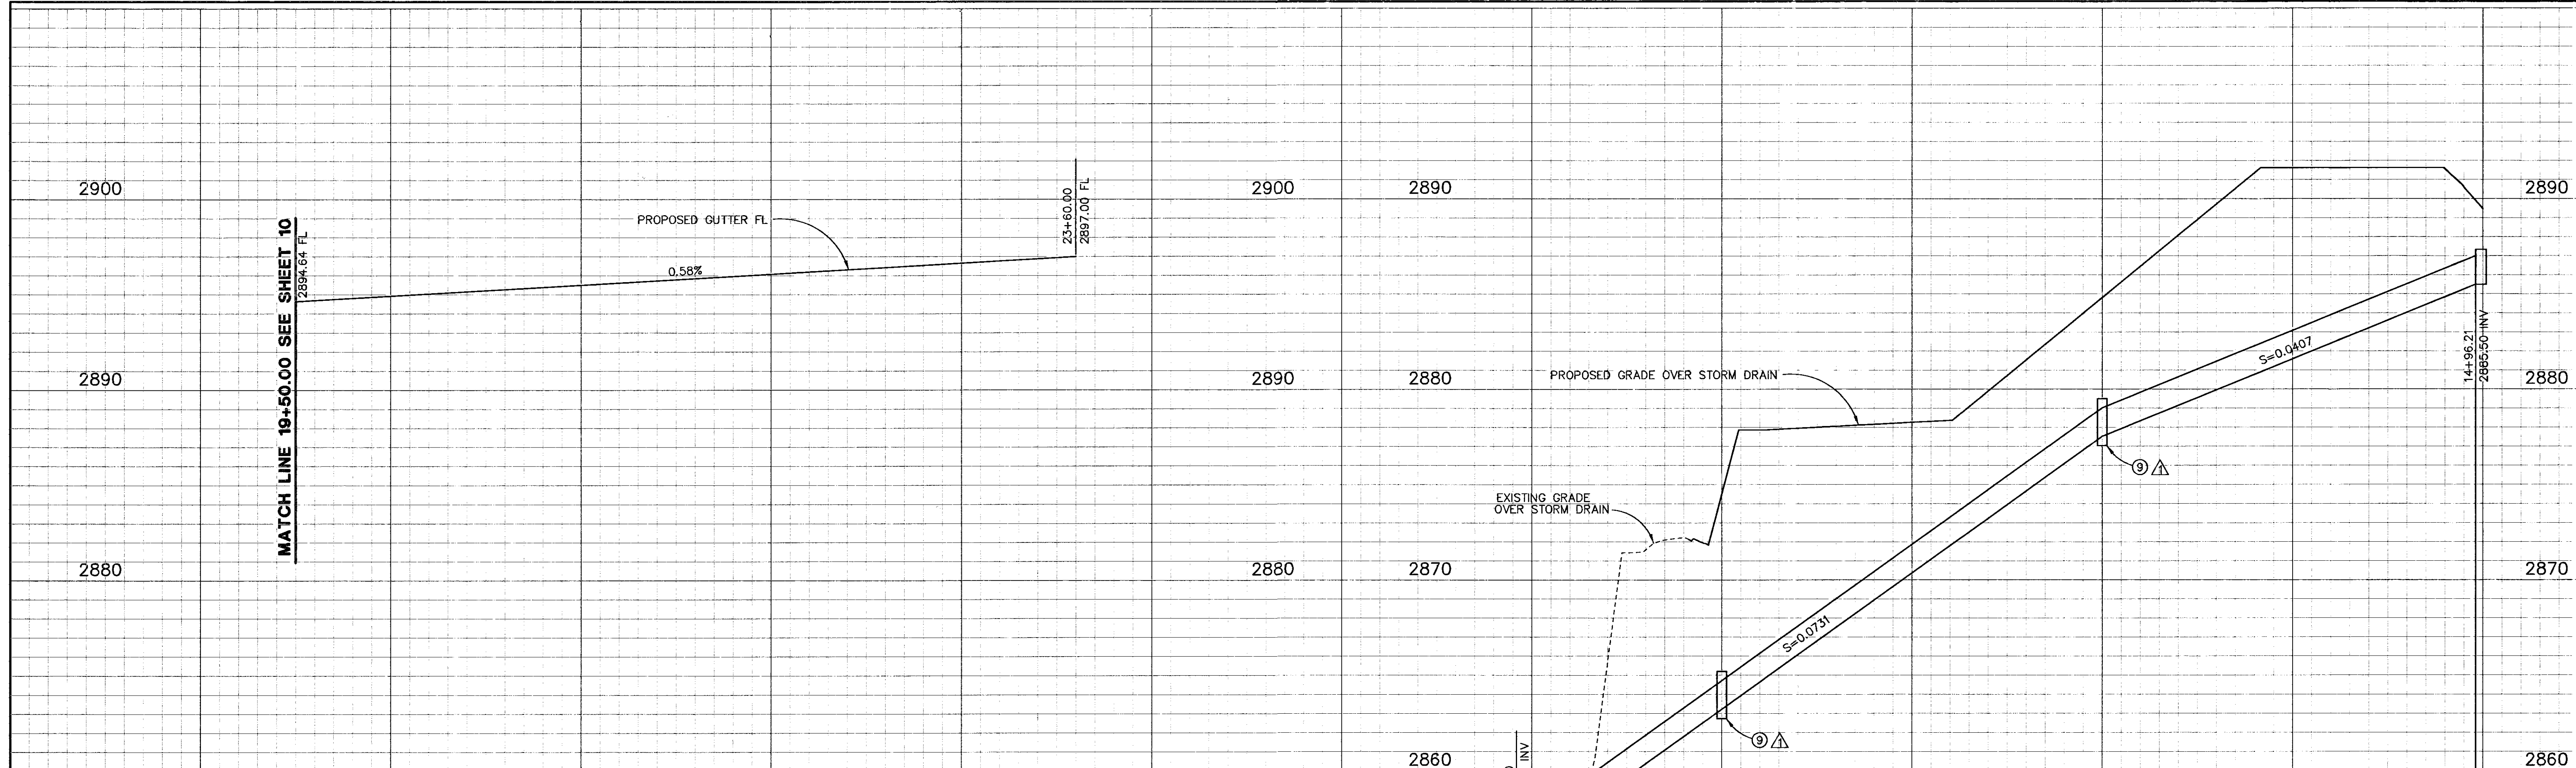 2900
2890
2880
MATCH LINE 19+50.00 SEE SHEET 10
2894.64 FL
PROPOSED GUTTER FL
0.58%
23+60.00
2897.00 FL
2900
2890
2880
2890
2880
2870
2860
PROPOSED GRADE OVER STORM DRAIN
EXISTING GRADE
OVER STORM DRAIN
S=0.0731
S=0.0407
9 1
9 1
INV
14+96.21
2885.50 INV
2890
2880
2870
2860